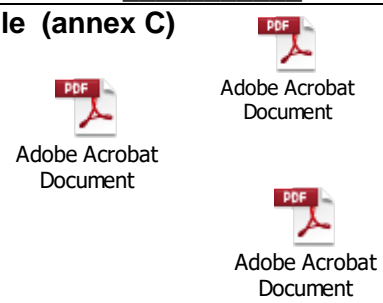 le (annex C)
PDF
Adobe Acrobat
Document
PDF
Adobe Acrobat
Document
PDF
Adobe Acrobat
Document